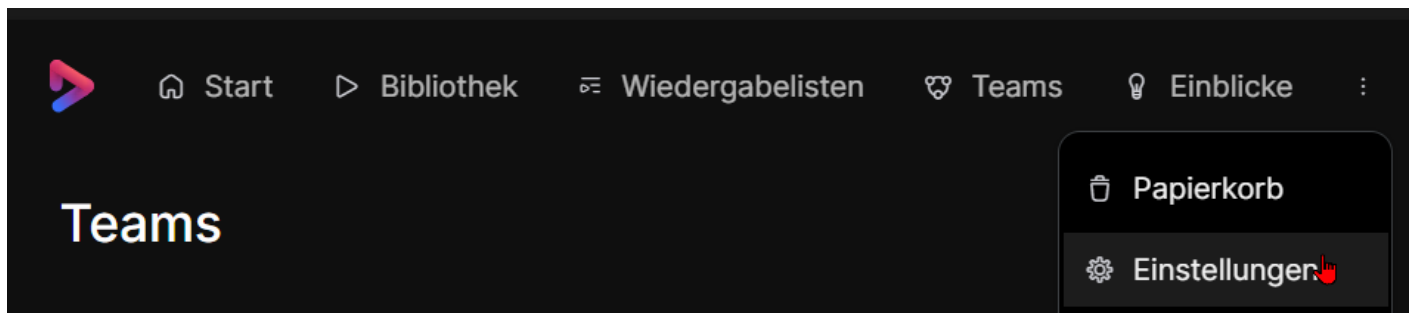 Start Bibliothek Wiedergabelisten Teams Einblicke
Papierkorb
Teams
Einstellungen